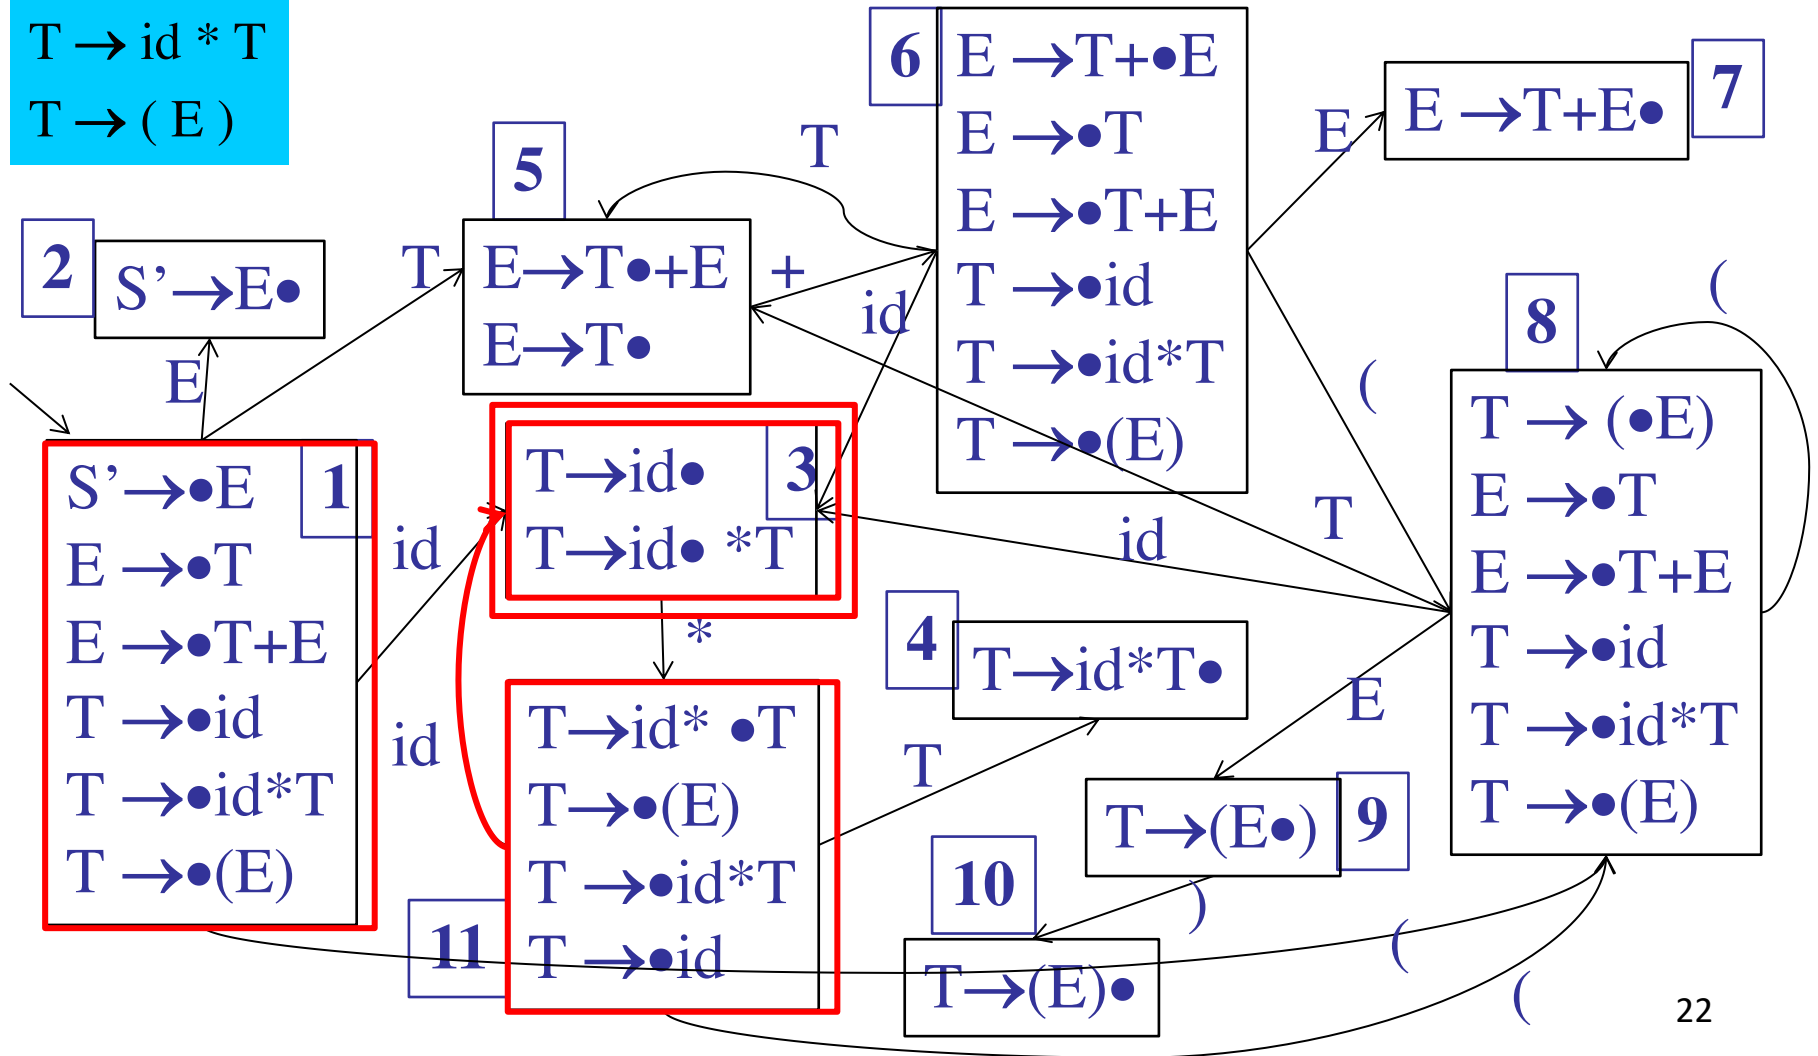 T → id * T
T → ( E )
2
S’→E●
E
1
S’→●E
E →●T
E →●T+E
T →●id
T →●id*T
T →●(E)
T
id
id
5
E→T●+E
E→T●
T
+
id
3
T→id●
T→id● *T
*
11
T→id* ●T
T→●(E)
T →●id*T
T →●id
6
E →T+●E
E →●T
E →●T+E
T →●id
T →●id*T
T →●(E)
E
7
E →T+E●
(
T
id
4
T→id*T●
T
E
9
T→(E●)
)
10
T→(E)●
8
T → (●E)
E →●T
E →●T+E
T →●id
T →●id*T
T →●(E)
(
(
(
22